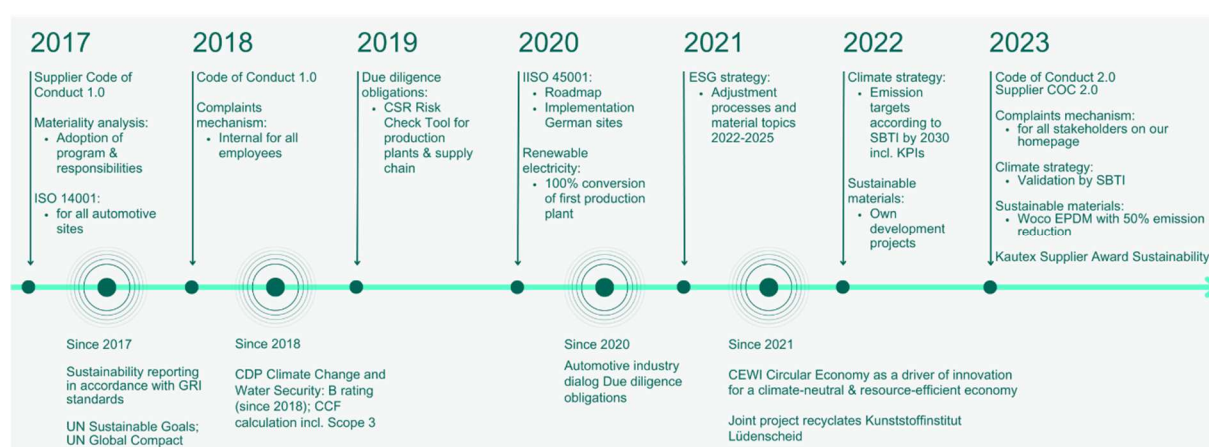 2017
Supplier Code of
Conduct 1.0
Materiality analysis:
• Adoption of
program &
responsibilities
ISO 14001:
• for all automotive
sites
2018
Code of Conduct 1.0
Complaints
mechanism:
• Internal for all
employees
2019
Due diligence
obligations:
• CSR Risk
Check Tool for
production
plants & supply
chain
2020
IISO 45001:
• Roadmap
• Implementation
German sites
Renewable
electricity:
• 100% conversion
of first production
plant
2021
ESG strategy:
• Adjustment
processes and
material topics
2022-2025
2022
Climate strategy:
• Emission
targets
according to
SBTI by 2030
incl. KPIs
Sustainable
materials:
• Own
development
projects
2023
Code of Conduct 2.0
Supplier COC 2.0
Complaints mechanism:
• for all stakeholders on our
homepage
Climate strategy:
• Validation by SBTI
Sustainable materials:
• Woco EPDM with 50% emission
reduction
Kautex Supplier Award Sustainability
Since 2017
Sustainability reporting
in accordance with GRI
standards
UN Sustainable Goals;
UN Global Compact
Since 2018
CDP Climate Change and
Water Security: B rating
(since 2018); CCF
calculation incl. Scope 3
Since 2020
Automotive industry
dialog Due diligence
obligations
Since 2021
CEWI Circular Economy as a driver of innovation
for a climate-neutral & resource-efficient economy
Joint project recyclates Kunststoffinstitut
Lüdenscheid